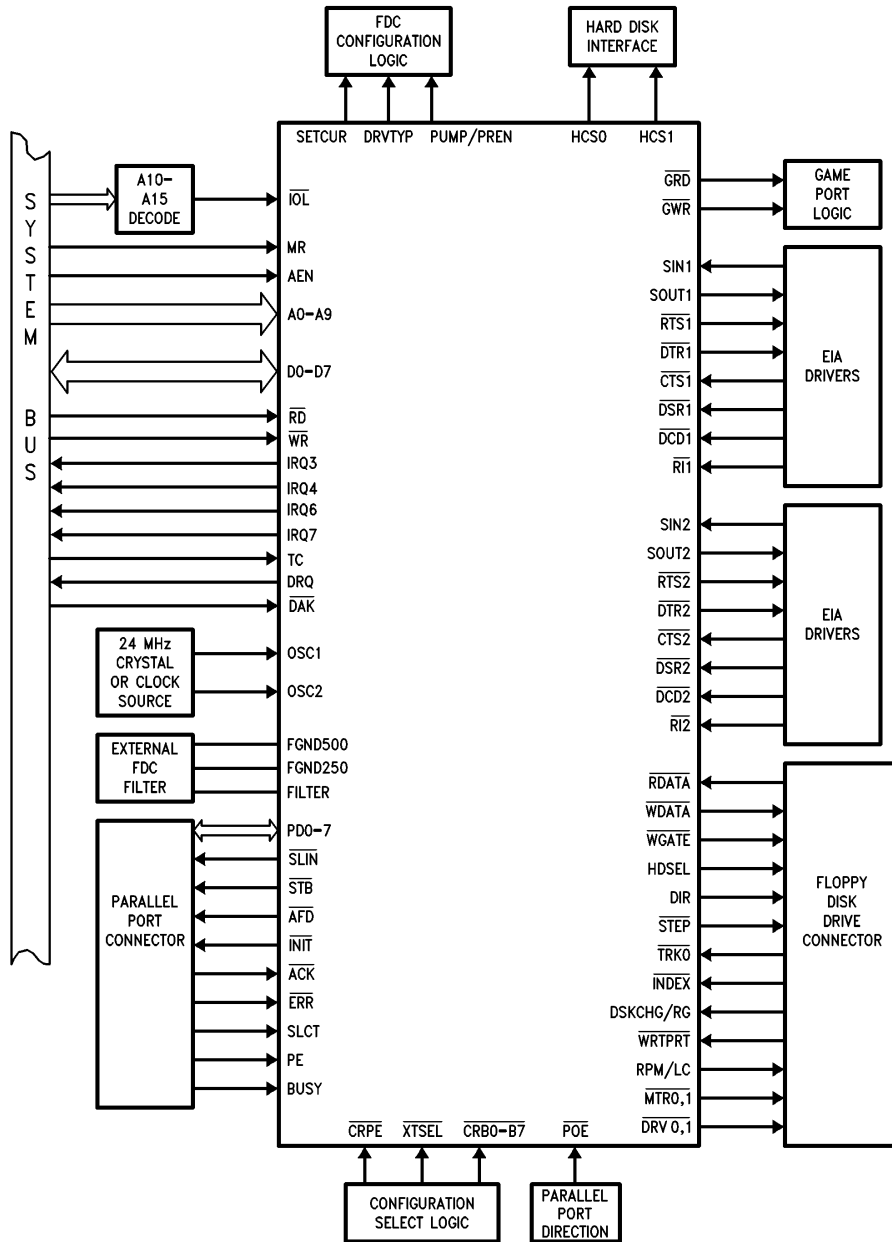 FDC
CONFIGURATION
LOGIC
HARD DISK
INTERFACE
SETCUR DRVTYP PUMP/PREN HCS0 HCS1
SYSTEM BUS
A10-
A15
DECODE
IOL
MR
AEN
A0-A9
D0-D7
RD
WR
IRQ3
IRQ4
IRQ6
IRQ7
TC
DRQ
DAK
24 MHz
CRYSTAL
OR CLOCK
SOURCE
OSC1
OSC2
EXTERNAL
FDC
FILTER
FGND500
FGND250
FILTER
PARALLEL
PORT
CONNECTOR
PD0-7
SLIN
STB
AFD
INIT
ACK
ERR
SLCT
PE
BUSY
GRD
GWR
GAME
PORT
LOGIC
SIN1
SOUT1
RTS1
DTR1
CTS1
DSR1
DCD1
RI1
EIA
DRIVERS
SIN2
SOUT2
RTS2
DTR2
CTS2
DSR2
DCD2
RI2
EIA
DRIVERS
RDATA
WDATA
WGATE
HDSEL
DIR
STEP
TRK0
INDEX
DSKCHG/RG
WRTPRT
RPM/LC
MTR0,1
DRV0,1
FLOPPY
DISK
DRIVE
CONNECTOR
CRPE XTSEL CRB0-B7 POE
CONFIGURATION
SELECT LOGIC
PARALLEL
PORT
DIRECTION